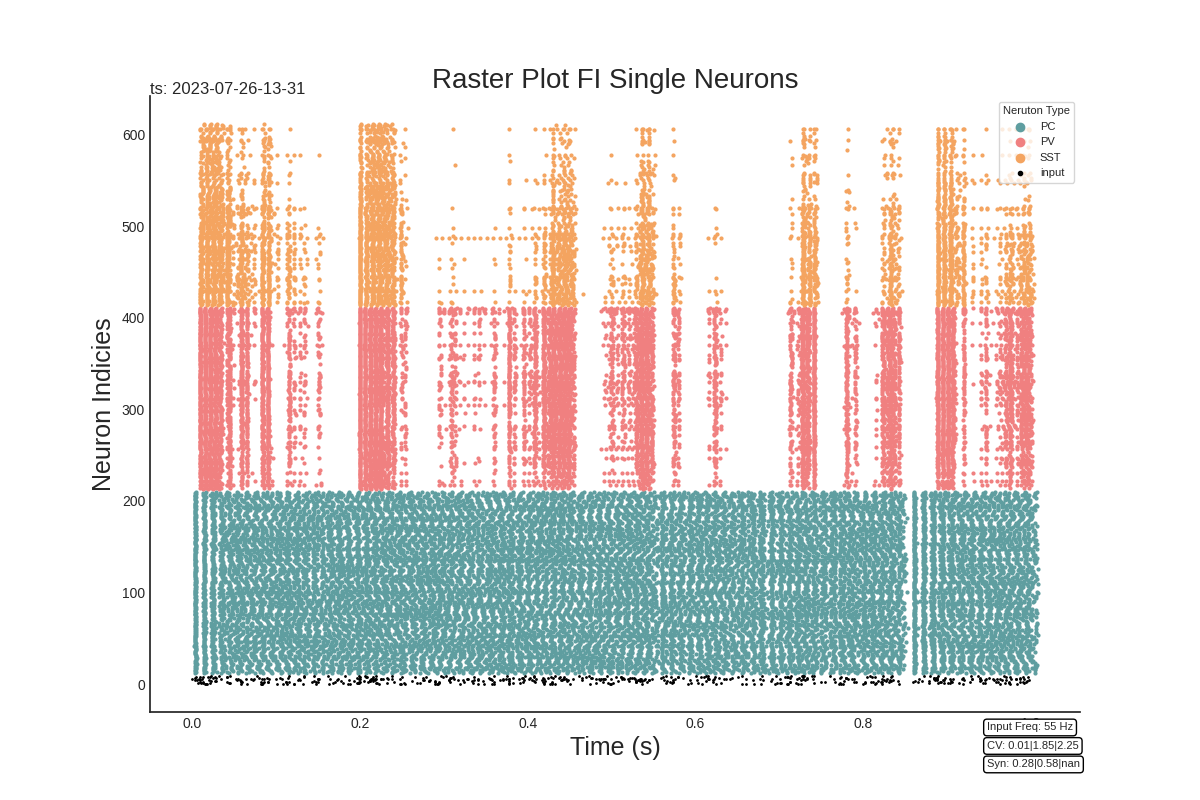 Raster Plot FI Single Neurons
ts: 2023-07-26-13-31
Neruton Type
PC
PV
SST
input
Neuron Indicies
600
500
400
300
200
100
0
0.0 0.2 0.4 0.6 0.8
Time (s)
Input Freq: 55 Hz
CV: 0.01|1.85|2.25
Syn: 0.28|0.58|nan